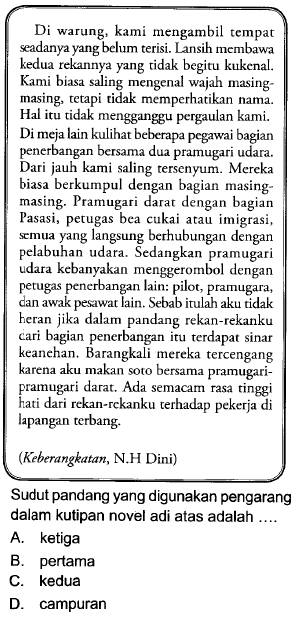 Di warung, kami mengambil tempat
seadanya yang belum terisi. Lansih membawa
kedua rekannya yang tidak begitu kukenal.
Kami biasa saling mengenal wajah masing-
masing, tetapi tidak memperhatikan nama.
Hal itu tidak mengganggu pergaulan kami.
Di meja lain kulihat beberapa pegawai bagian
penerbangan bersama dua pramugari udara.
Dari jauh kami saling tersenyum. Mereka
biasa berkumpul dengan bagian masing-
masing. Pramugari darat dengan bagian
Pasasi, petugas bea cukai atau imigrasi,
semua yang langsung berhubungan dengan
pelabuhan udara. Sedangkan pramugari
udara kebanyakan menggerombol dengan
petugas penerbangan lain: pilot, pramugara,
dan awak pesawat lain. Sebab itulah aku tidak
heran jika dalam pandang rekan-rekanku
dari bagian penerbangan itu terdapat sinar
keanehan. Barangkali mereka tercengang
karena aku makan soto bersama pramugari-
pramugari darat. Ada semacam rasa tinggi
hati dari rekan-rekanku terhadap pekerja di
lapangan terbang.
(Keberangkatan, N.H Dini)
Sudut pandang yang digunakan pengarang
dalam kutipan novel adi atas adalah ....
A. ketiga
B. pertama
C. kedua
D. campuran